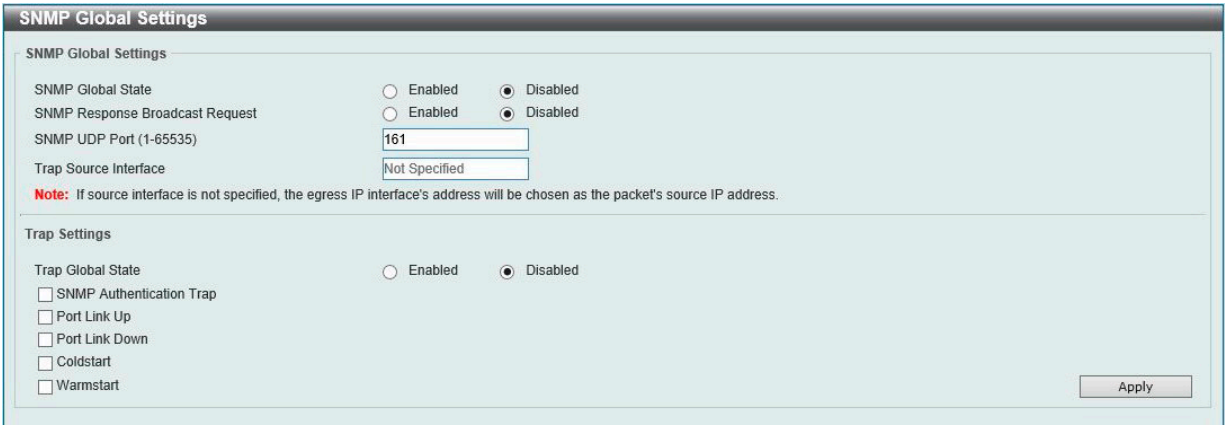 SNMP Global Settings
SNMP Global Settings
SNMP Global State Enabled Disabled
SNMP Response Broadcast Request Enabled Disabled
SNMP UDP Port (1-65535) 161
Trap Source Interface Not Specified
Note: If source interface is not specified, the egress IP interface's address will be chosen as the packet's source IP address.
Trap Settings
Trap Global State Enabled Disabled
SNMP Authentication Trap
Port Link Up
Port Link Down
Coldstart
Warmstart
Apply